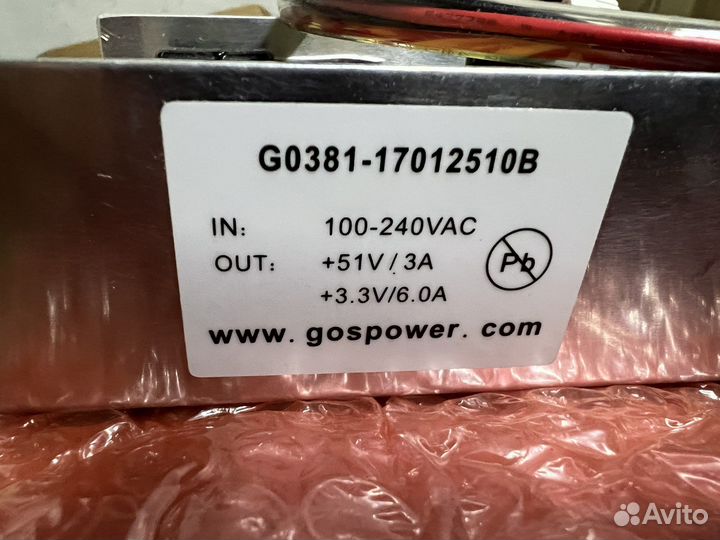 G0381-17012510B
IN: 100-240VAC
OUT: +51V/3A
+3.3V/6.0A
Pb
www.gospower.com
Avito